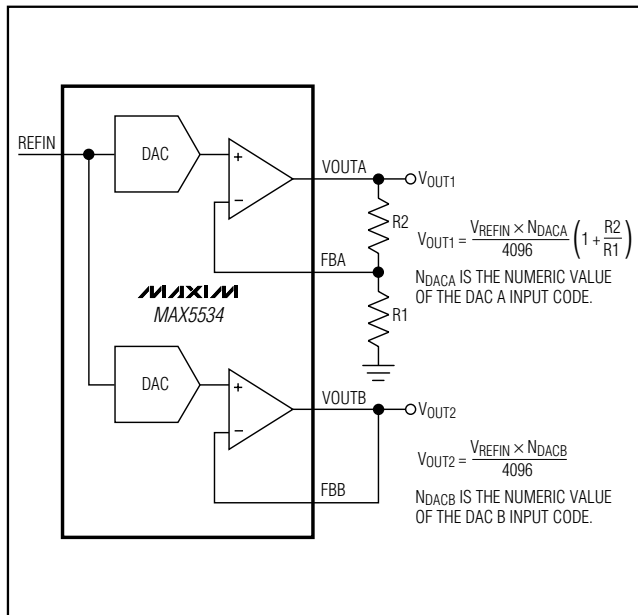 REFIN
DAC
+
−
VOUTA
VOUT1
R2
FBA
R1
VOUT1 = VREFIN × NDACA / 4096 (1 + R2/R1)
NDACA IS THE NUMERIC VALUE
OF THE DAC A INPUT CODE.
MAXIM
MAX5534
DAC
+
−
VOUTB
VOUT2
FBB
VOUT2 = VREFIN × NDACB / 4096
NDACB IS THE NUMERIC VALUE
OF THE DAC B INPUT CODE.